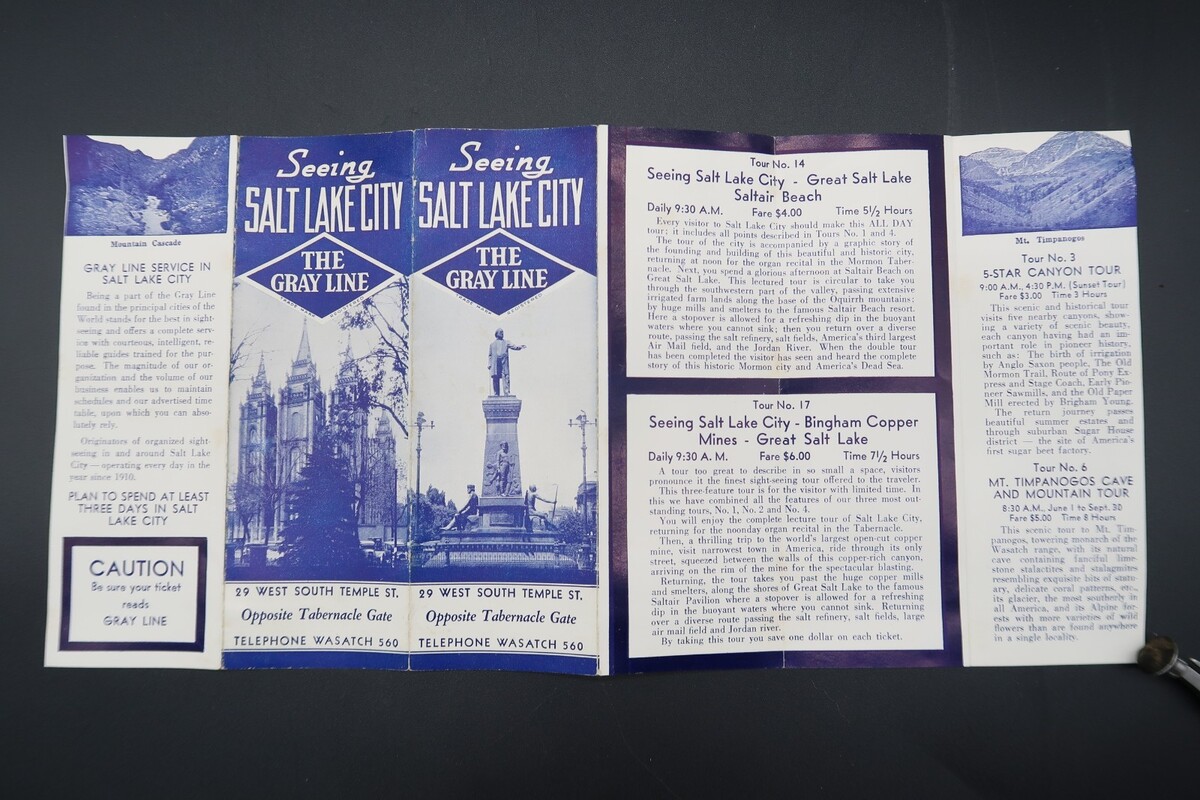 Mountain Cascade
GRAY LINE SERVICE IN
SALT LAKE CITY
Being a part of the Gray Line
found in the principal cities of the
World stands for the best in sight-
seeing and offers a complete serv-
ice with courteous, intelligent, re-
liable guides trained for the pur-
pose. The magnitude of our or-
ganization and the volume of our
business enables us to maintain
schedules and our advertised time
table, upon which you can abso-
lutely rely.
Originators of organized sight-
seeing in and around Salt Lake
City — operating every day in the
year since 1910.
PLAN TO SPEND AT LEAST
THREE DAYS IN SALT
LAKE CITY
CAUTION
Be sure your ticket
reads
GRAY LINE
Seeing
SALT LAKE CITY
THE
GRAY LINE
29 WEST SOUTH TEMPLE ST.
Opposite Tabernacle Gate
TELEPHONE WASATCH 560
Seeing
SALT LAKE CITY
THE
GRAY LINE
29 WEST SOUTH TEMPLE ST.
Opposite Tabernacle Gate
TELEPHONE WASATCH 560
Tour No. 14
Seeing Salt Lake City - Great Salt Lake
Saltair Beach
Daily 9:30 A.M. Fare $4.00 Time 5½ Hours
Every visitor to Salt Lake City should make this ALL DAY
tour; it includes all points described in Tours No. 1 and 4.
The tour of the city is accompanied by a graphic story of
the founding and building of this beautiful and historic city,
returning at noon for the organ recital in the Mormon Taber-
nacle. Next, you spend a glorious afternoon at Saltair Beach on
Great Salt Lake. This lectured tour is circular to take you
through the southwestern part of the valley, passing extensive
irrigated farm lands along the base of the Oquirrh mountains;
by huge mills and smelters to the famous Saltair Beach resort.
Here a stopover is allowed for a refreshing dip in the buoyant
waters where you cannot sink; then you return over a diverse
route, passing the salt refinery, salt fields, America's third largest
Air Mail field, and the Jordan River. When the double tour
has been completed the visitor has seen and heard the complete
story of this historic Mormon city and America's Dead Sea.
Tour No. 17
Seeing Salt Lake City - Bingham Copper
Mines - Great Salt Lake
Daily 9:30 A. M. Fare $6.00 Time 7½ Hours
A tour too great to describe in so small a space, visitors
pronounce it the finest sight-seeing tour offered to the traveler.
This three-feature tour is for the visitor with limited time. In
this we have combined all the features of our three most out-
standing tours, No. 1, No. 2 and No. 4.
You will enjoy the complete lecture tour of Salt Lake City,
returning for the noonday organ recital in the Tabernacle.
Then, a thrilling trip to the world's largest open-cut copper
mine, visit narrowest town in America, ride through its only
street, squeezed between the walls of this copper-rich canyon,
arriving on the rim of the mine for the spectacular blasting.
Returning, the tour takes you past the huge copper mills
and smelters, along the shores of Great Salt Lake to the famous
Saltair Pavilion where a stopover is allowed for a refreshing
dip in the buoyant waters where you cannot sink. Returning
over a diverse route passing the salt refinery, salt fields, large
air mail field and Jordan river.
By taking this tour you save one dollar on each ticket.
Mt. Timpanogos
Tour No. 3
5-STAR CANYON TOUR
9:00 A.M., 4:30 P.M. (Sunset Tour)
Fare $3.00 Time 3 Hours
This scenic and historical tour
visits five nearby canyons, show-
ing a variety of scenic beauty,
each canyon having had an im-
portant role in pioneer history,
such as: The birth of irrigation
by Anglo Saxon people, The Old
Mormon Trail, Route of Pony Ex-
press and Stage Coach, Early Pio-
neer Sawmills, and the Old Paper
Mill erected by Brigham Young.
The return journey passes
beautiful summer estates and
through suburban Sugar House
district — the site of America's
first sugar beet factory.
Tour No. 6
MT. TIMPANOGOS CAVE
AND MOUNTAIN TOUR
8:30 A.M., June 1 to Sept. 30
Fare $5.00 Time 8 Hours
This scenic tour to Mt. Tim-
panogos, towering monarch of the
Wasatch range, with its natural
cave containing fanciful lime-
stone stalactites and stalagmites
resembling exquisite bits of statu-
ary, delicate coral patterns, etc.,
its glacier, the most southerly in
all America, and its Alpine for-
ests with more varieties of wild
flowers than are found anywhere
in a single locality.